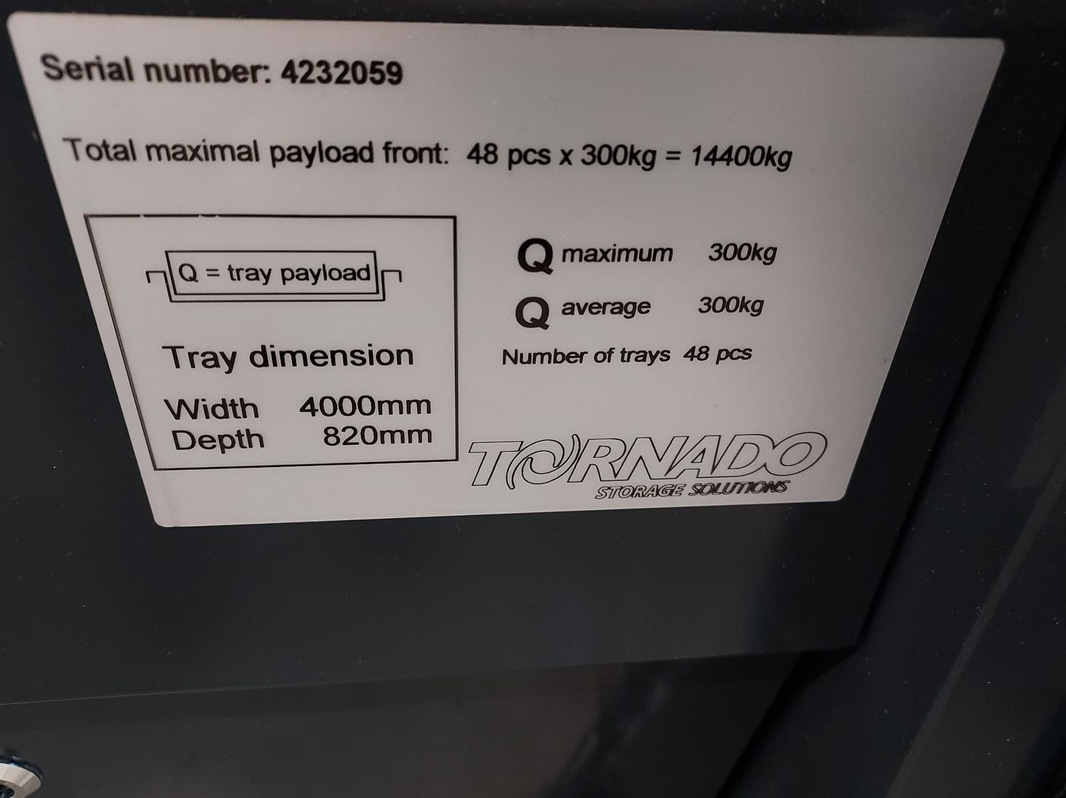 Serial number: 4232059
Total maximal payload front: 48 pcs x 300kg = 14400kg
Q = tray payload
Tray dimension
Width 4000mm
Depth 820mm
Q maximum 300kg
Q average 300kg
Number of trays 48 pcs
TORNADO
STORAGE SOLUTIONS